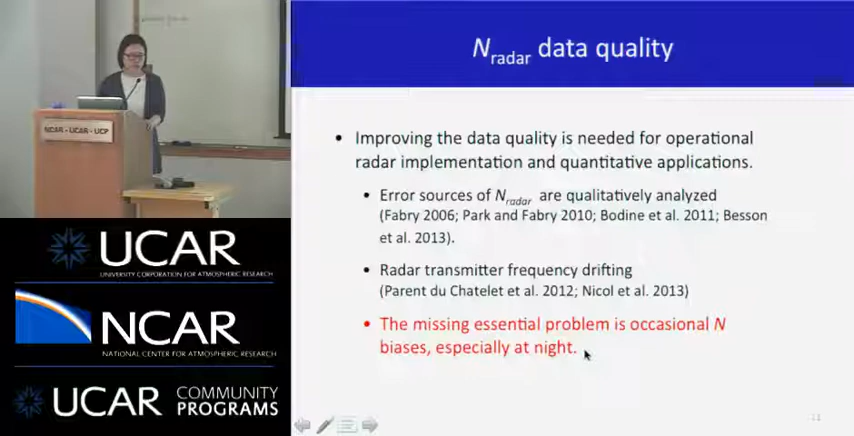 N_radar data quality
NCAR • UCAR • UCP
• Improving the data quality is needed for operational
radar implementation and quantitative applications.
• Error sources of N_radar are qualitatively analyzed
(Fabry 2006; Park and Fabry 2010; Bodine et al. 2011; Besson
et al. 2013).
• Radar transmitter frequency drifting
(Parent du Chatelet et al. 2012; Nicol et al. 2013)
• The missing essential problem is occasional N
biases, especially at night.
UCAR
UNIVERSITY CORPORATION FOR ATMOSPHERIC RESEARCH
NCAR
NATIONAL CENTER FOR ATMOSPHERIC RESEARCH
UCAR COMMUNITY
PROGRAMS